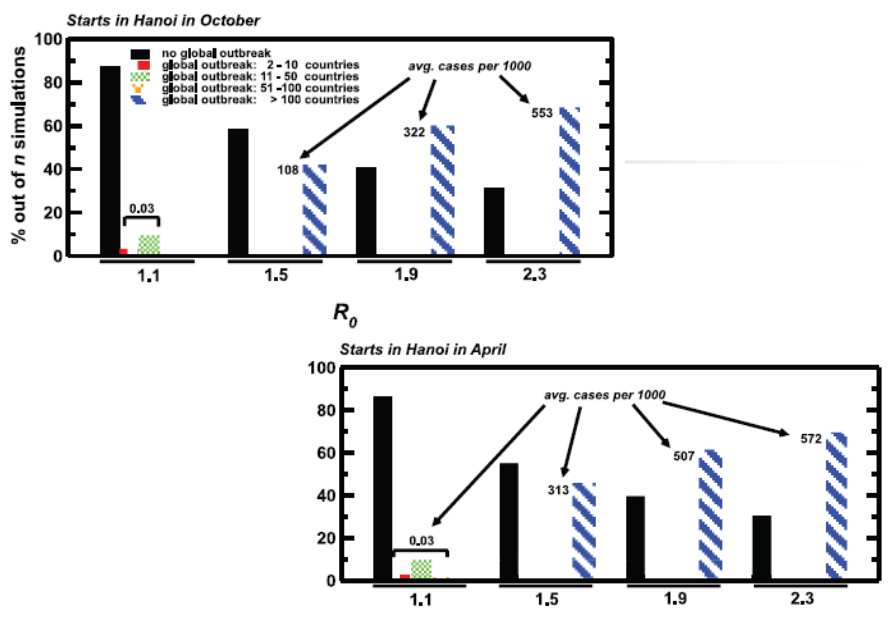 Starts in Hanoi in October
100
80
60
40
20
0
% out of n simulations
no global outbreak
global outbreak: 2 - 10 countries
global outbreak: 11 - 50 countries
global outbreak: 51 -100 countries
global outbreak: > 100 countries
avg. cases per 1000
0.03
108
322
553
1.1
1.5
1.9
2.3
R0
Starts in Hanoi in April
100
80
60
40
20
0
avg. cases per 1000
0.03
313
507
572
1.1
1.5
1.9
2.3